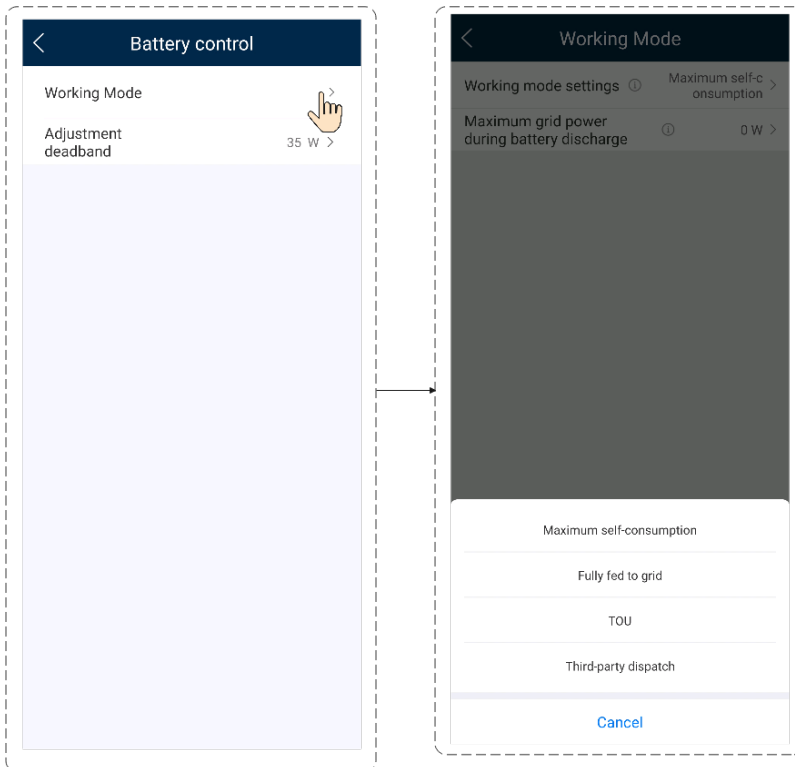 Battery control
Working Mode
Adjustment
deadband
35 W
Working Mode
Working mode settings
Maximum self-c
onsumption
Maximum grid power
during battery discharge
0 W
Maximum self-consumption
Fully fed to grid
TOU
Third-party dispatch
Cancel